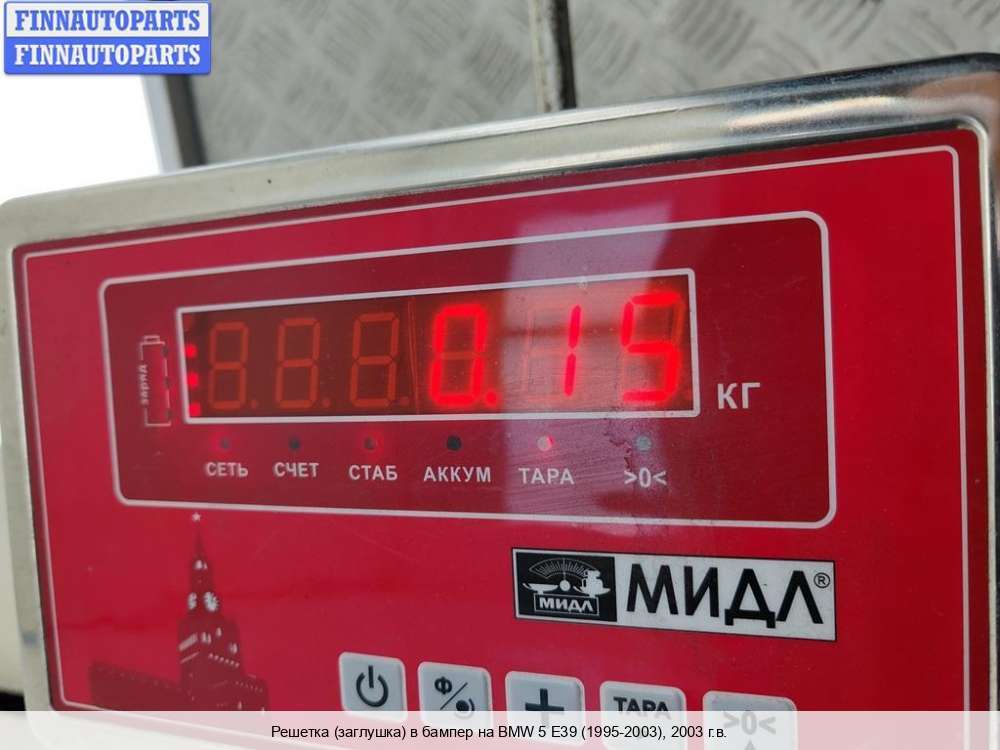 FINNAUTOPARTS
FINNAUTOPARTS
заряд
0.15
КГ
СЕТЬ СЧЕТ СТАБ АККУМ ТАРА >0<
МИДЛ
МИДЛ®
Ф
ТАРА
>0<
Решетка (заглушка) в бампер на BMW 5 E39 (1995-2003), 2003 г.в.